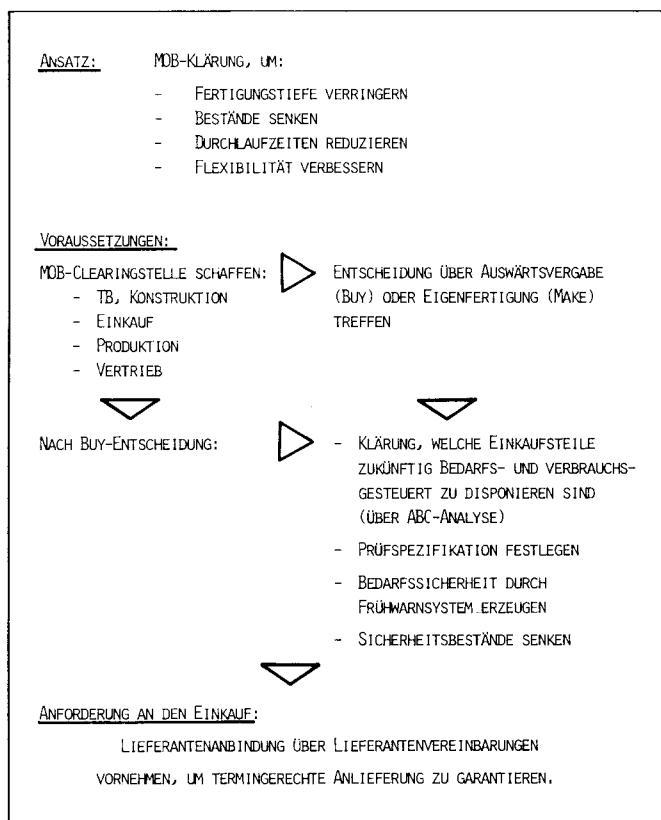 ANSATZ: MOB-KLÄRUNG, UM:
- FERTIGUNGSTIEFE VERRINGERN
- BESTÄNDE SENKEN
- DURCHLAUFZEITEN REDUZIEREN
- FLEXIBILITÄT VERBESSERN
VORAUSSETZUNGEN:
MOB-CLEARINGSTELLE SCHAFFEN:
- TB, KONSTRUKTION
- EINKAUF
- PRODUKTION
- VERTRIEB
ENTSCHEIDUNG ÜBER AUSWÄRTSVERGABE
(BUY) ODER EIGENFERTIGUNG (MAKE)
TREFFEN
NACH BUY-ENTSCHEIDUNG:
- KLÄRUNG, WELCHE EINKAUFSTEILE
ZUKÜNFTIG BEDARFS- UND VERBRAUCHS-
GESTEUERT ZU DISPONIEREN SIND
(ÜBER ABC-ANALYSE)
- PRÜFSPEZIFIKATION FESTLEGEN
- BEDARFSSICHERHEIT DURCH
FRÜHWARNSYSTEM ERZEUGEN
- SICHERHEITSBESTÄNDE SENKEN
ANFORDERUNG AN DEN EINKAUF:
LIEFERANTENANBINDUNG ÜBER LIEFERANTENVEREINBARUNGEN
VORNEHMEN, UM TERMINGERECHTE ANLIEFERUNG ZU GARANTIEREN.